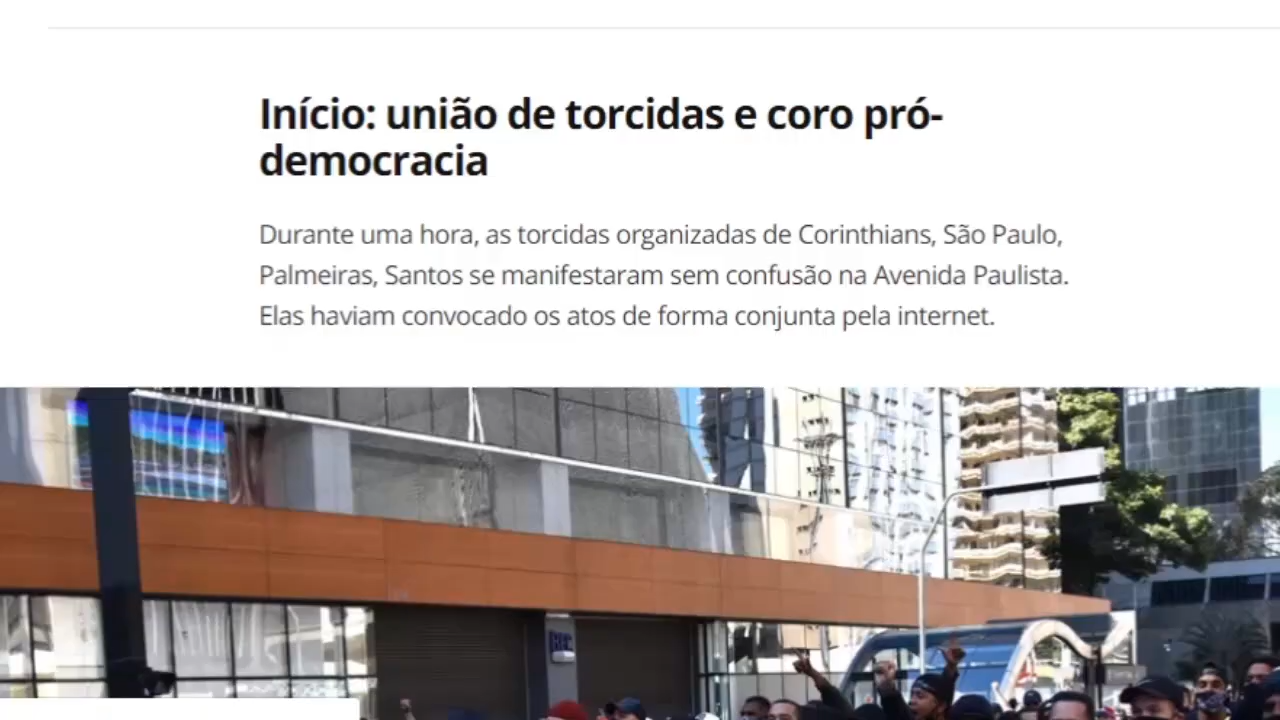 Início: união de torcidas e coro pró-
democracia
Durante uma hora, as torcidas organizadas de Corinthians, São Paulo,
Palmeiras, Santos se manifestaram sem confusão na Avenida Paulista.
Elas haviam convocado os atos de forma conjunta pela internet.